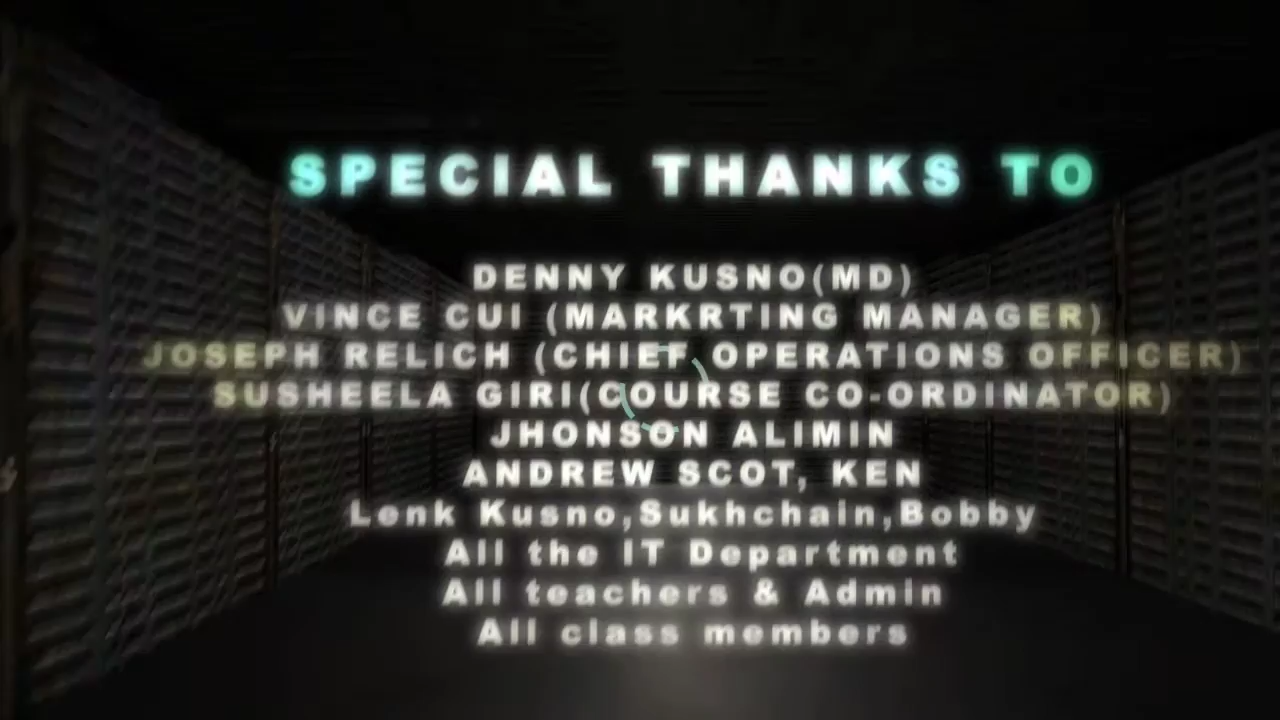 SPECIAL THANKS TO
DENNY KUSNO(MD)
VINCE CUI (MARKRTING MANAGER)
JOSEPH RELICH (CHIEF OPERATIONS OFFICER)
SUSHEELA GIRI(COURSE CO-ORDINATOR)
JHONSON ALIMIN
ANDREW SCOT, KEN
Lenk Kusno,Sukhchain,Bobby
All the IT Department
All teachers & Admin
All class members